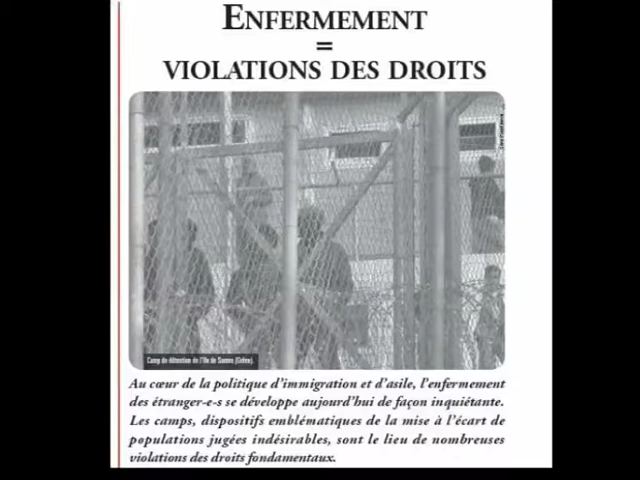 ENFERMEMENT
=
VIOLATIONS DES DROITS
Camp de détention de l'île de Samos (Grèce).
Au cœur de la politique d'immigration et d'asile, l'enfermement
des étranger-e-s se développe aujourd'hui de façon inquiétante.
Les camps, dispositifs emblématiques de la mise à l'écart de
populations jugées indésirables, sont le lieu de nombreuses
violations des droits fondamentaux.